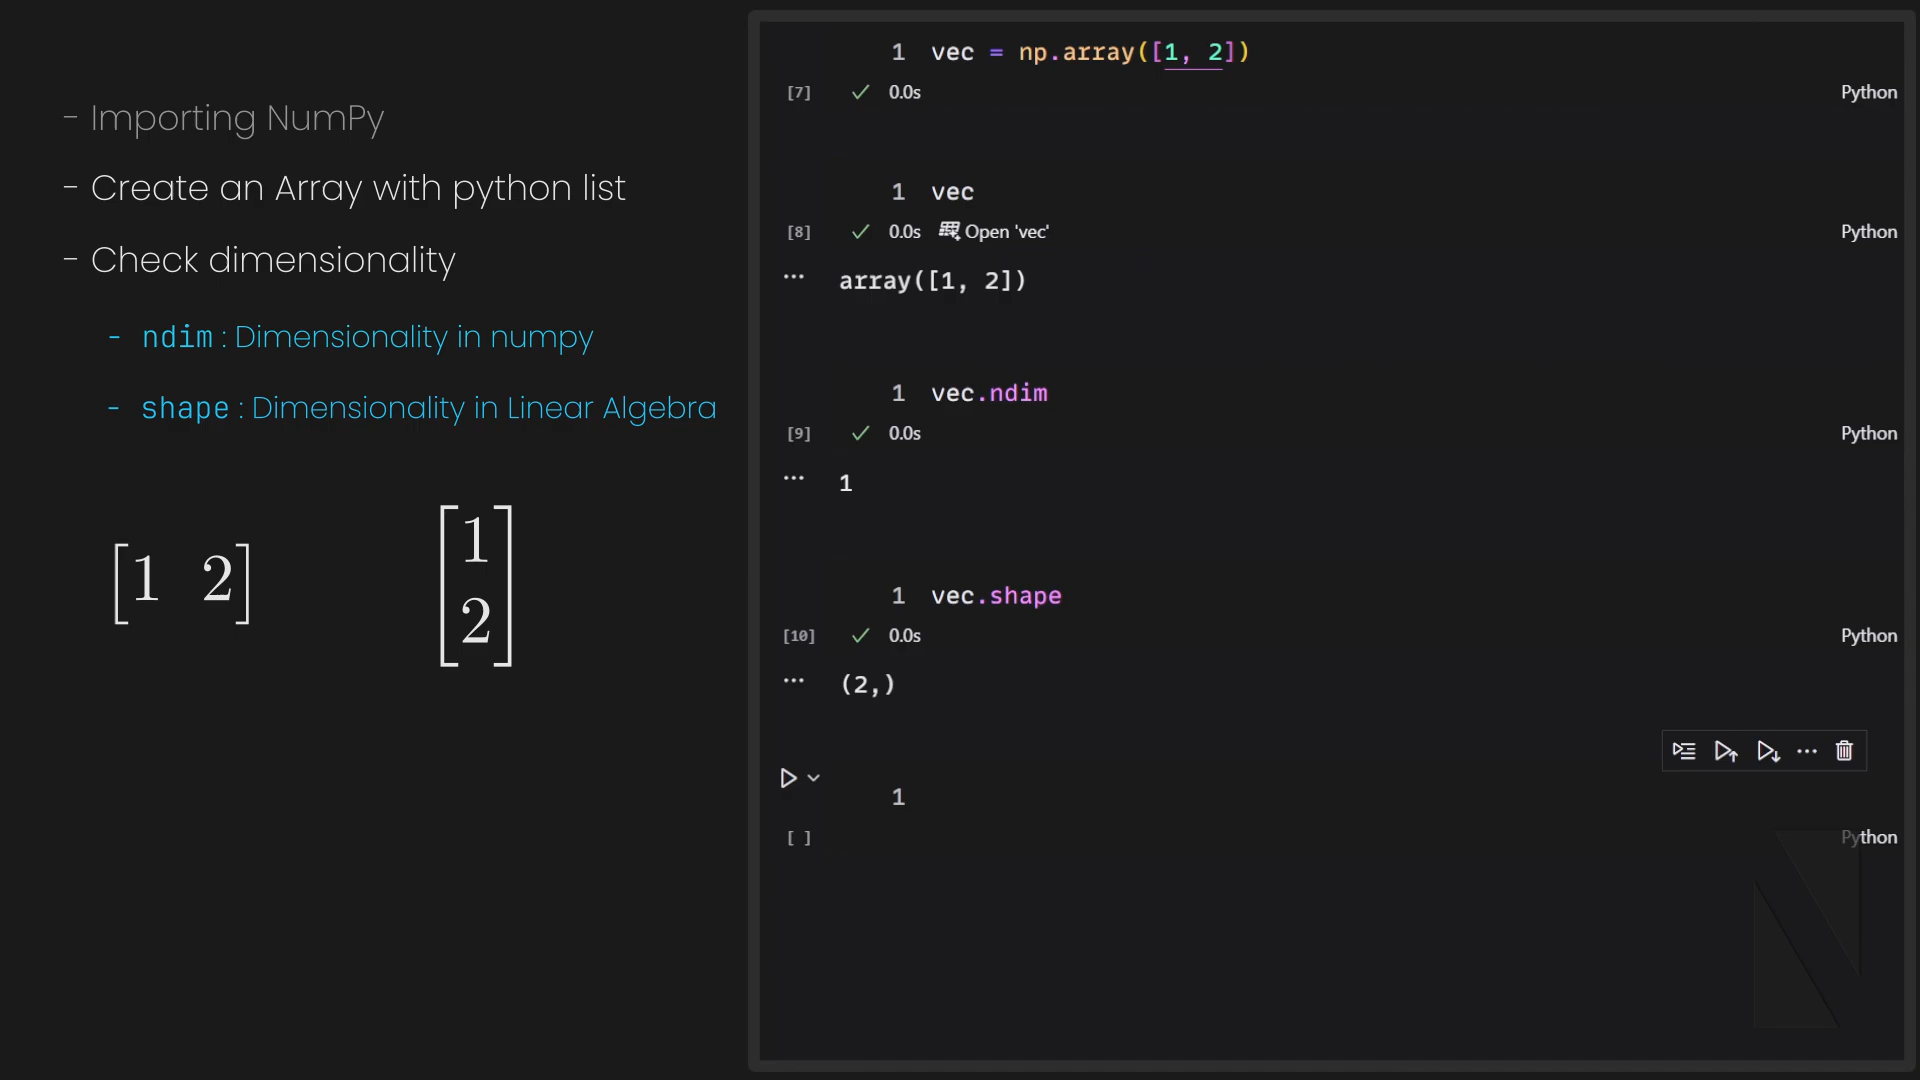 - Importing NumPy
- Create an Array with python list
- Check dimensionality
- ndim : Dimensionality in numpy
- shape : Dimensionality in Linear Algebra
[1 2]
[1
2]
1 vec = np.array([1, 2])
[7] ✓ 0.0s Python
1 vec
[8] ✓ 0.0s Open 'vec' Python
... array([1, 2])
1 vec.ndim
[9] ✓ 0.0s Python
... 1
1 vec.shape
[10] ✓ 0.0s Python
... (2,)
1
[ ] Python